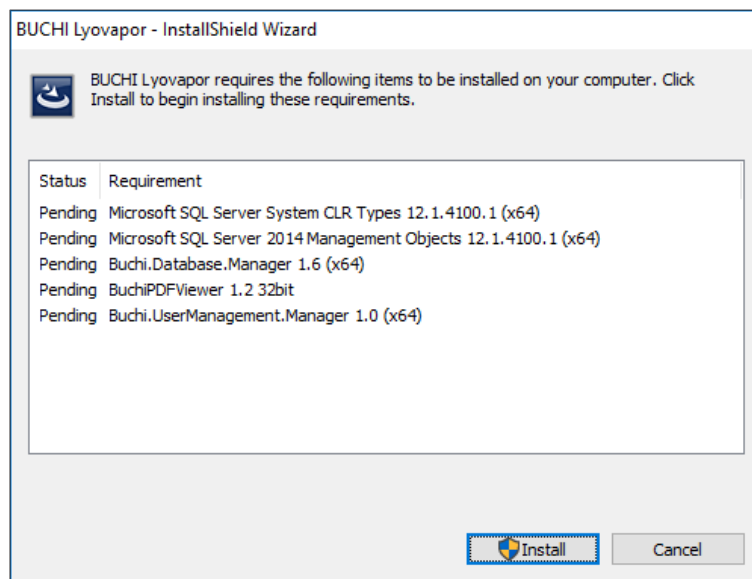 BUCHI Lyovapor - InstallShield Wizard
BUCHI Lyovapor requires the following items to be installed on your computer. Click
Install to begin installing these requirements.
Status Requirement
Pending Microsoft SQL Server System CLR Types 12.1.4100.1 (x64)
Pending Microsoft SQL Server 2014 Management Objects 12.1.4100.1 (x64)
Pending Buchi.Database.Manager 1.6 (x64)
Pending BuchiPDFViewer 1.2 32bit
Pending Buchi.UserManagement.Manager 1.0 (x64)
Install Cancel